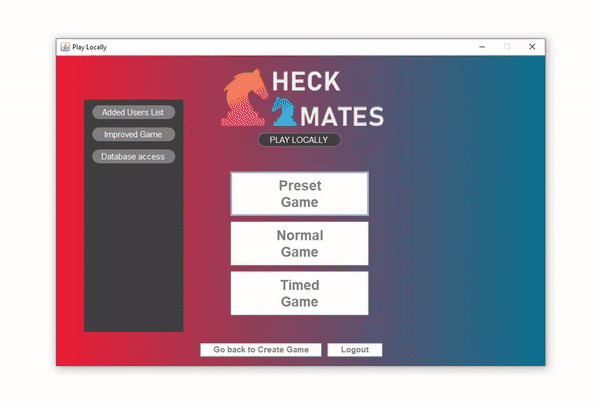 Play Locally
HECK
MATES
PLAY LOCALLY
Added Users List
Improved Game
Database access
Preset
Game
Normal
Game
Timed
Game
Go back to Create Game
Logout